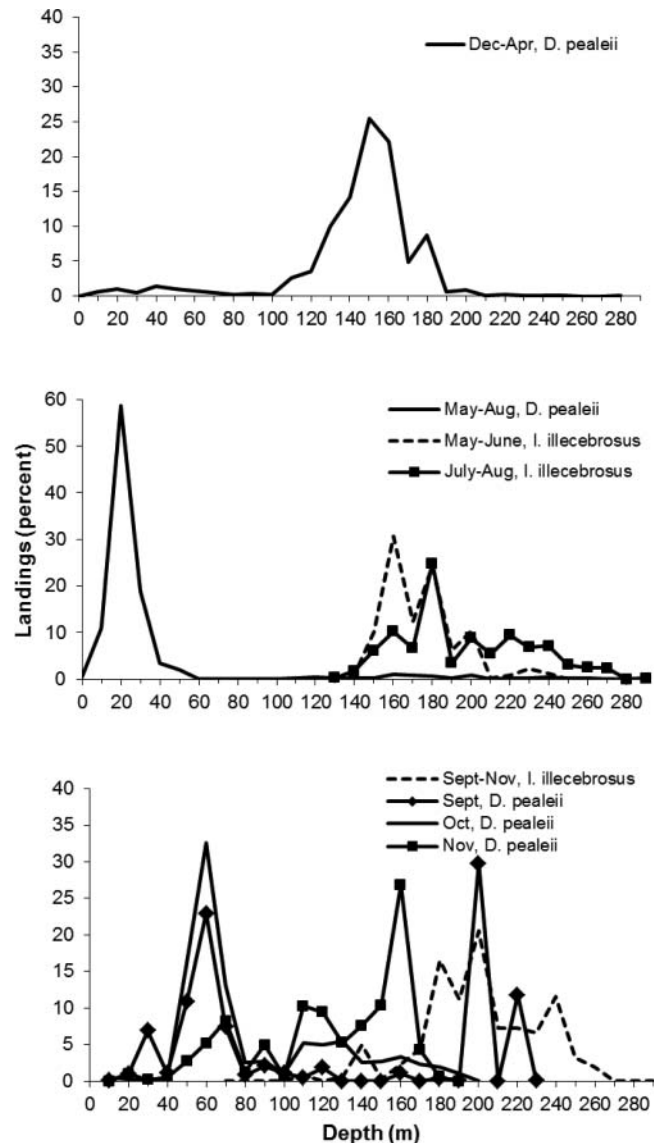 40
35
30
25
20
15
10
5
0
Dec-Apr, D. pealeii
0 20 40 60 80 100 120 140 160 180 200 220 240 260 280
Landings (percent)
60
50
40
30
20
10
0
May-Aug, D. pealeii
May-June, I. illecebrosus
July-Aug, I. illecebrosus
0 20 40 60 80 100 120 140 160 180 200 220 240 260 280
40
35
30
25
20
15
10
5
0
Sept-Nov, I. illecebrosus
Sept, D. pealeii
Oct, D. pealeii
Nov, D. pealeii
0 20 40 60 80 100 120 140 160 180 200 220 240 260 280
Depth (m)